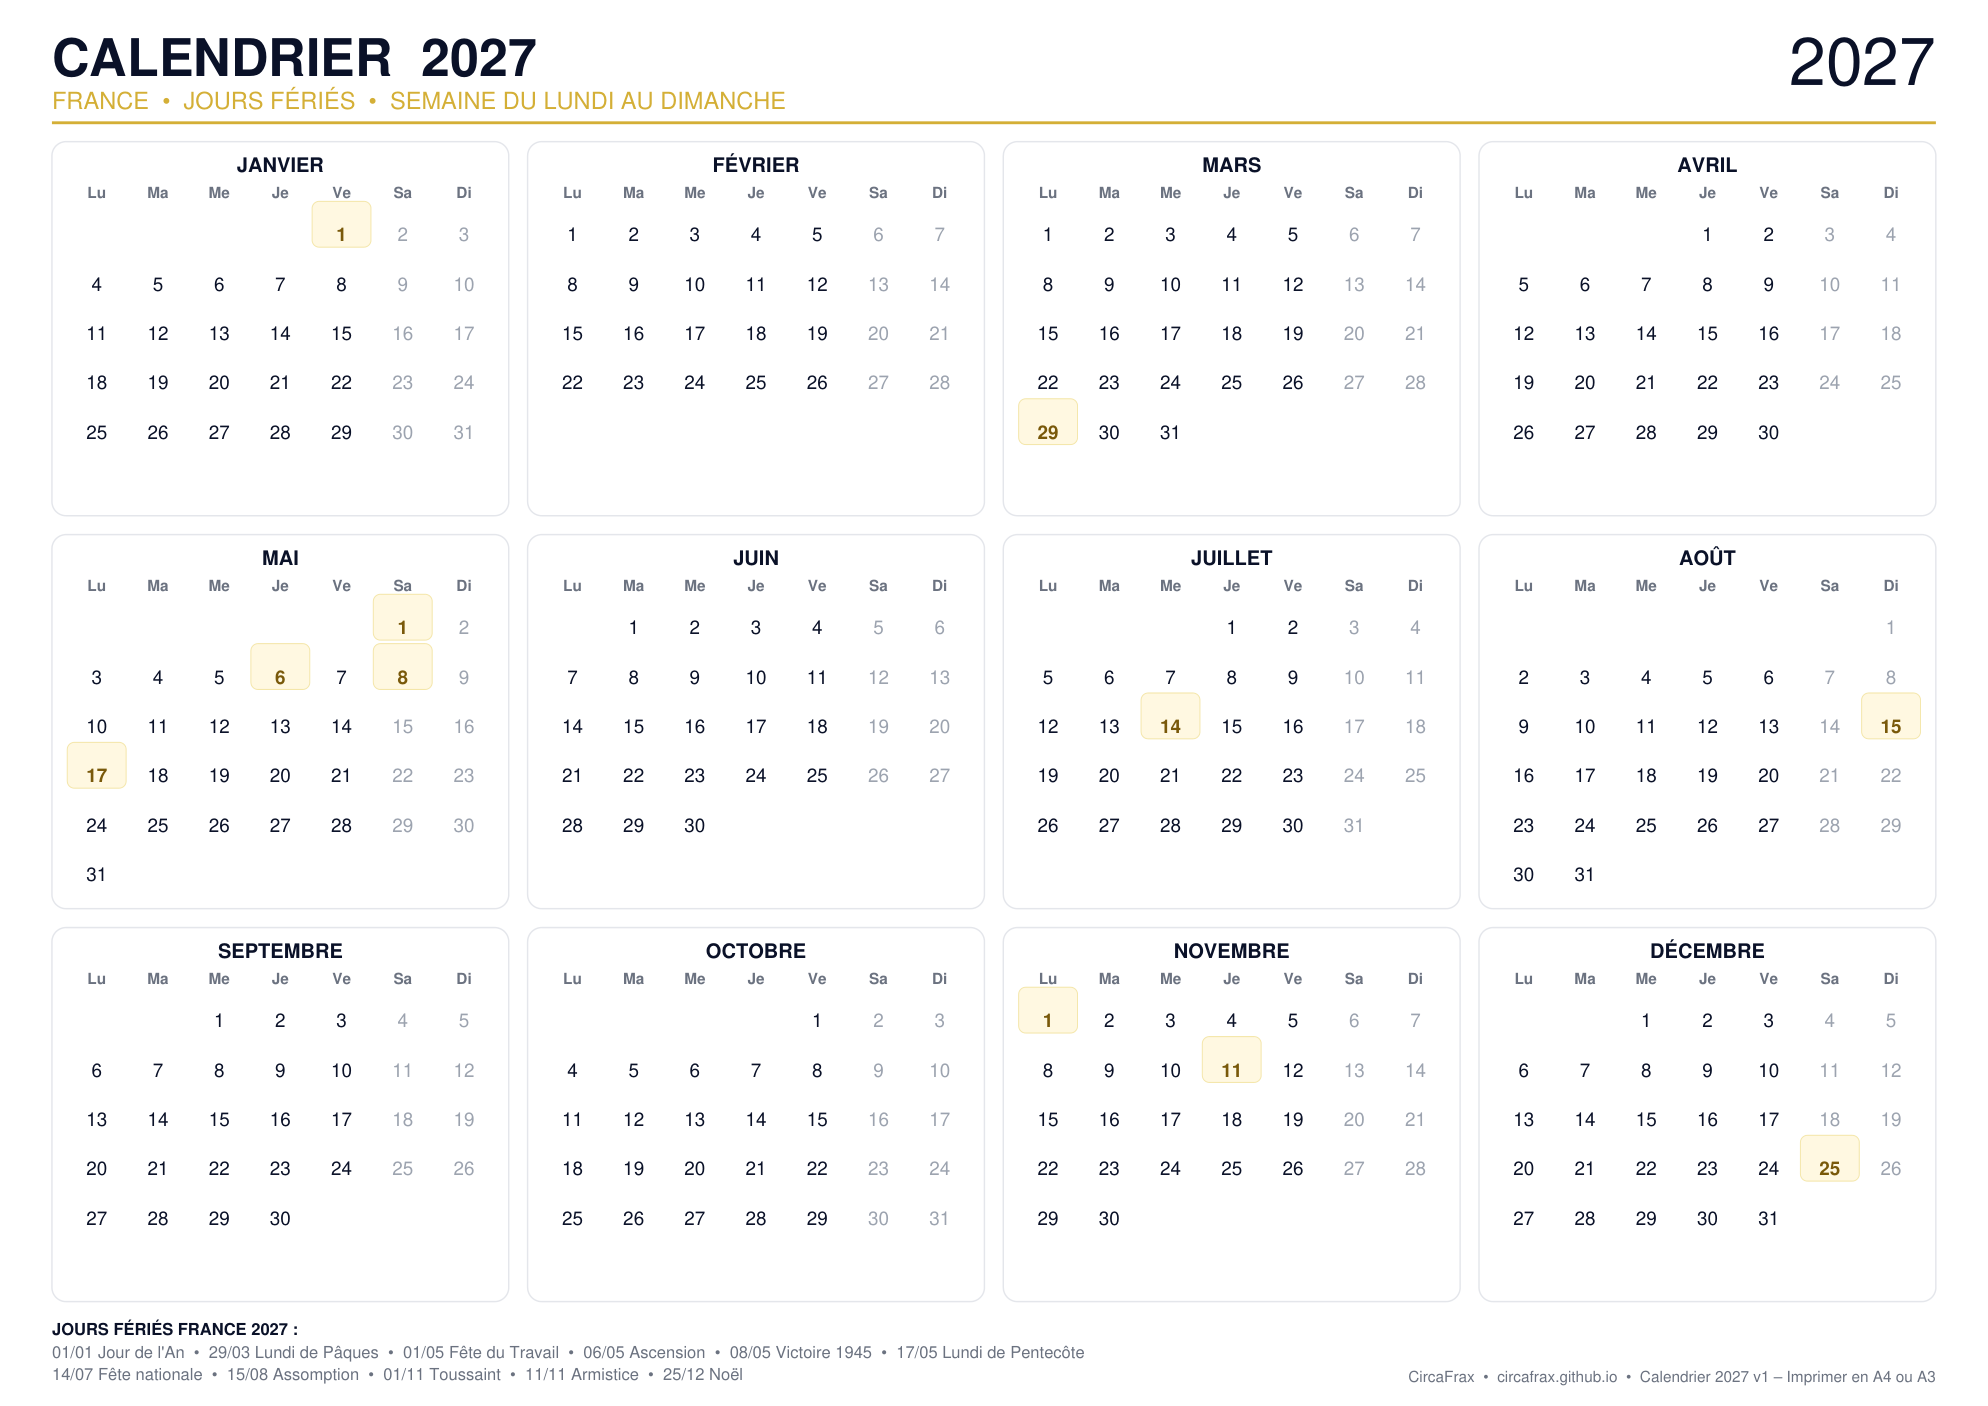 CALENDRIER 2027
2027
FRANCE • JOURS FÉRIÉS • SEMAINE DU LUNDI AU DIMANCHE
JANVIER
Lu Ma Me Je Ve Sa Di
1 2 3
4 5 6 7 8 9 10
11 12 13 14 15 16 17
18 19 20 21 22 23 24
25 26 27 28 29 30 31
FÉVRIER
Lu Ma Me Je Ve Sa Di
1 2 3 4 5 6 7
8 9 10 11 12 13 14
15 16 17 18 19 20 21
22 23 24 25 26 27 28
MARS
Lu Ma Me Je Ve Sa Di
1 2 3 4 5 6 7
8 9 10 11 12 13 14
15 16 17 18 19 20 21
22 23 24 25 26 27 28
29 30 31
AVRIL
Lu Ma Me Je Ve Sa Di
1 2 3 4
5 6 7 8 9 10 11
12 13 14 15 16 17 18
19 20 21 22 23 24 25
26 27 28 29 30
MAI
Lu Ma Me Je Ve Sa Di
1 2
3 4 5 6 7 8 9
10 11 12 13 14 15 16
17 18 19 20 21 22 23
24 25 26 27 28 29 30
31
JUIN
Lu Ma Me Je Ve Sa Di
1 2 3 4 5 6
7 8 9 10 11 12 13
14 15 16 17 18 19 20
21 22 23 24 25 26 27
28 29 30
JUILLET
Lu Ma Me Je Ve Sa Di
1 2 3 4
5 6 7 8 9 10 11
12 13 14 15 16 17 18
19 20 21 22 23 24 25
26 27 28 29 30 31
AOÛT
Lu Ma Me Je Ve Sa Di
1
2 3 4 5 6 7 8
9 10 11 12 13 14 15
16 17 18 19 20 21 22
23 24 25 26 27 28 29
30 31
SEPTEMBRE
Lu Ma Me Je Ve Sa Di
1 2 3 4 5
6 7 8 9 10 11 12
13 14 15 16 17 18 19
20 21 22 23 24 25 26
27 28 29 30
OCTOBRE
Lu Ma Me Je Ve Sa Di
1 2 3
4 5 6 7 8 9 10
11 12 13 14 15 16 17
18 19 20 21 22 23 24
25 26 27 28 29 30 31
NOVEMBRE
Lu Ma Me Je Ve Sa Di
1 2 3 4 5 6 7
8 9 10 11 12 13 14
15 16 17 18 19 20 21
22 23 24 25 26 27 28
29 30
DÉCEMBRE
Lu Ma Me Je Ve Sa Di
1 2 3 4 5
6 7 8 9 10 11 12
13 14 15 16 17 18 19
20 21 22 23 24 25 26
27 28 29 30 31
JOURS FÉRIÉS FRANCE 2027 :
01/01 Jour de l'An • 29/03 Lundi de Pâques • 01/05 Fête du Travail • 06/05 Ascension • 08/05 Victoire 1945 • 17/05 Lundi de Pentecôte
14/07 Fête nationale • 15/08 Assomption • 01/11 Toussaint • 11/11 Armistice • 25/12 Noël
CircaFrax • circafrax.github.io • Calendrier 2027 v1 – Imprimer en A4 ou A3